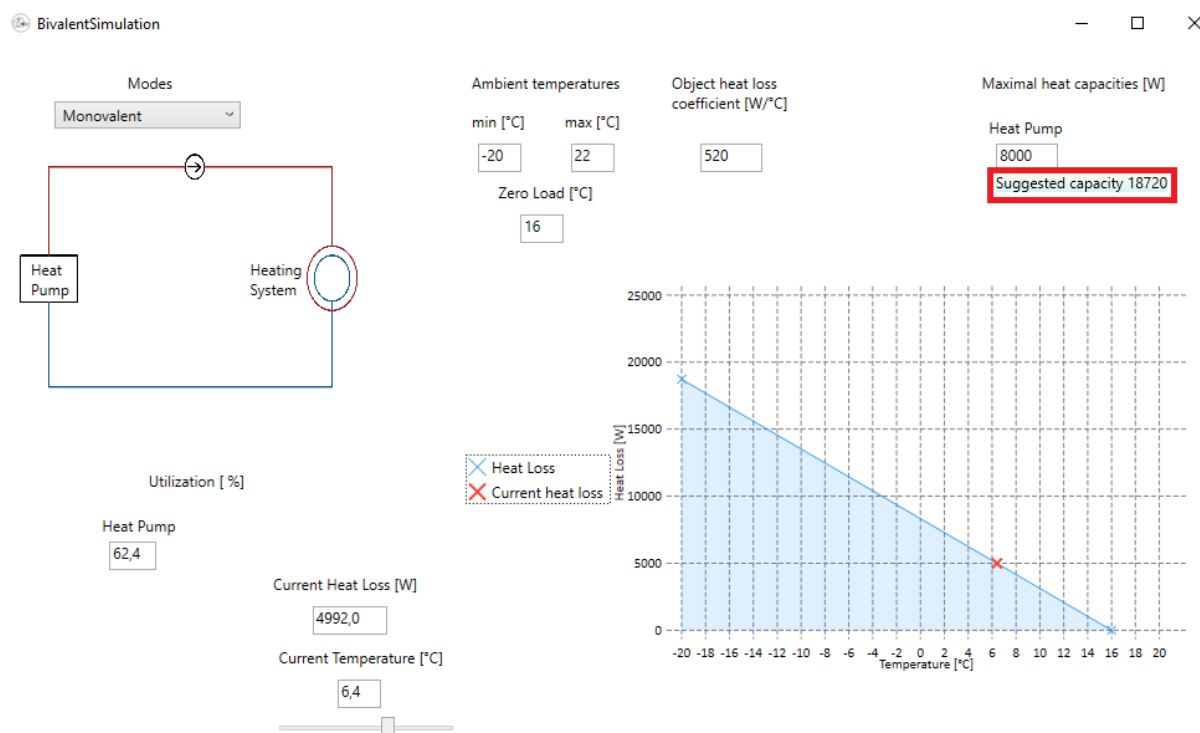 BivalentSimulation
Modes
Monovalent
Ambient temperatures
min [°C]
max [°C]
-20
22
Zero Load [°C]
16
Object heat loss
coefficient [W/°C]
520
Maximal heat capacities [W]
Heat Pump
8000
Suggested capacity 18720
Heat
Pump
Heating
System
Utilization [ %]
Heat Pump
62,4
Current Heat Loss [W]
4992,0
Current Temperature [°C]
6,4
Heat Loss
Current heat loss
Heat Loss [W]
25000
20000
15000
10000
5000
0
-20 -18 -16 -14 -12 -10 -8 -6 -4 -2 0 2 4 6 8 10 12 14 16 18 20
Temperature [°C]